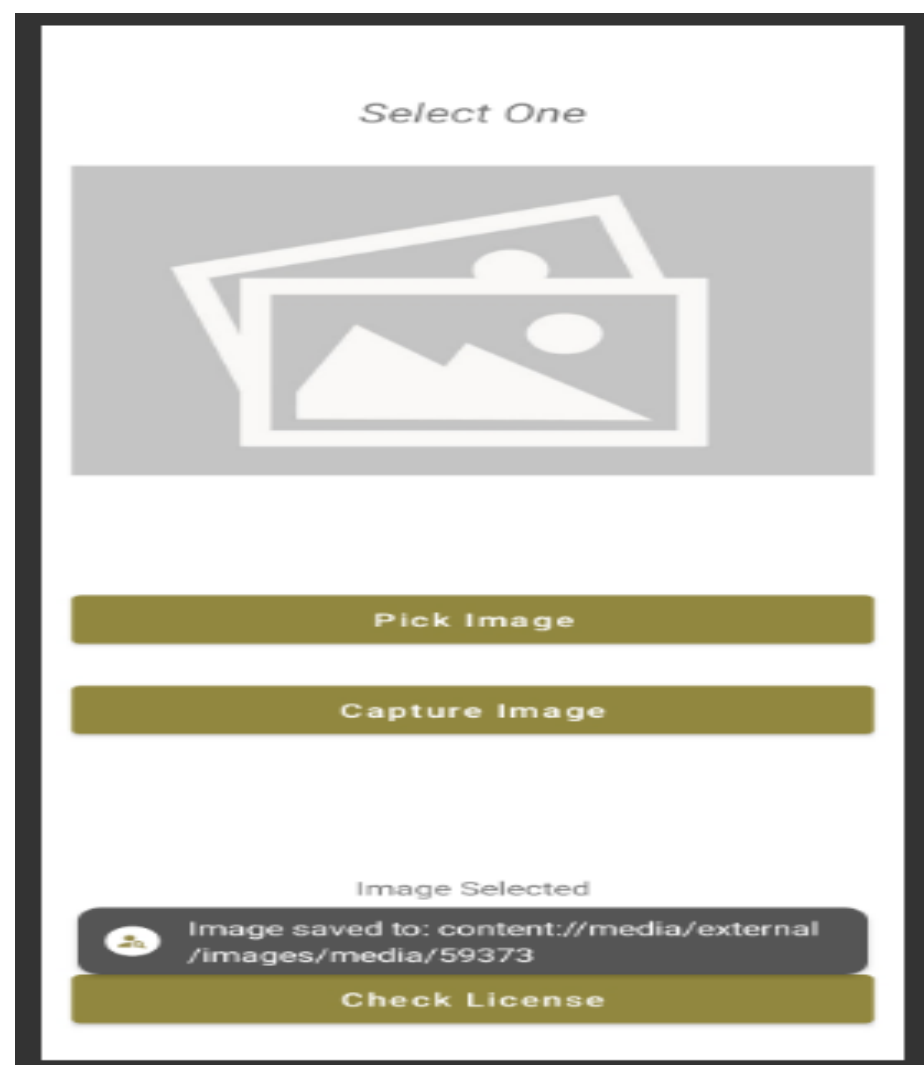 Select One
Pick Image
Capture Image
Image Selected
Image saved to: content://media/external
/images/media/59373
Check License